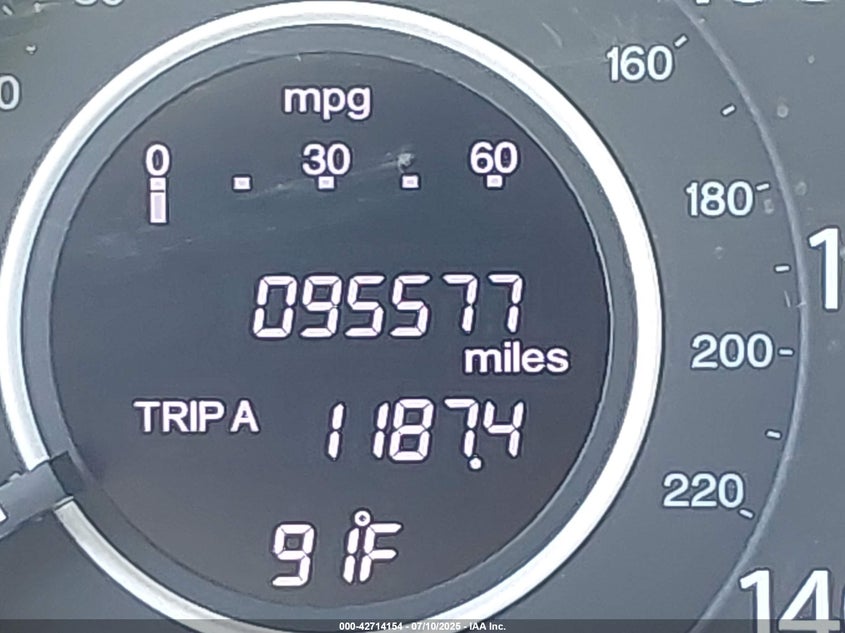 mpg
0 30 60
095577
miles
TRIP A 1187.4
91°F
160
180
200
220
000-42714154 - 07/10/2025 - IAA Inc.